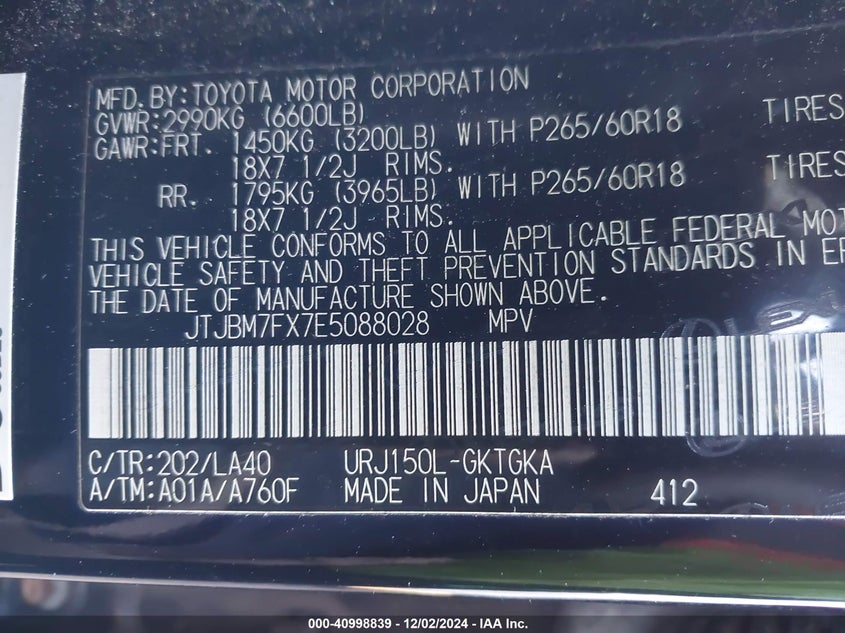 MFD.BY:TOYOTA MOTOR CORPORATION
GVWR:2990KG (6600LB)
GAWR:FRT. 1450KG (3200LB) WITH P265/60R18 TIRES
18X7 1/2J RIMS.
RR. 1795KG (3965LB) WITH P265/60R18 TIRES
18X7 1/2J RIMS.
THIS VEHICLE CONFORMS TO ALL APPLICABLE FEDERAL MOT
VEHICLE SAFETY AND THEFT PREVENTION STANDARDS IN EF
THE DATE OF MANUFACTURE SHOWN ABOVE.
JTJBM7FX7E5088028 MPV
C/TR:202/LA40 URJ150L-GKTGKA
A/TM:A01A/A760F MADE IN JAPAN 412
000-40998839 - 12/02/2024 - IAA Inc.